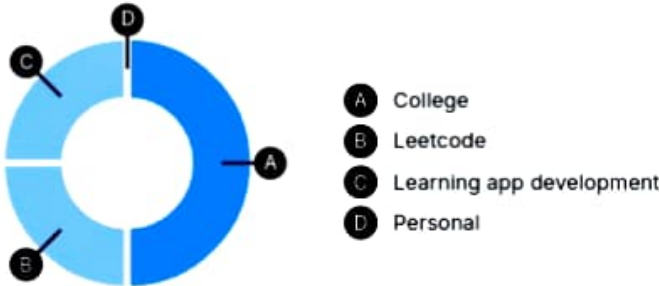 D
C
A
B
A College
B Leetcode
C Learning app development
D Personal